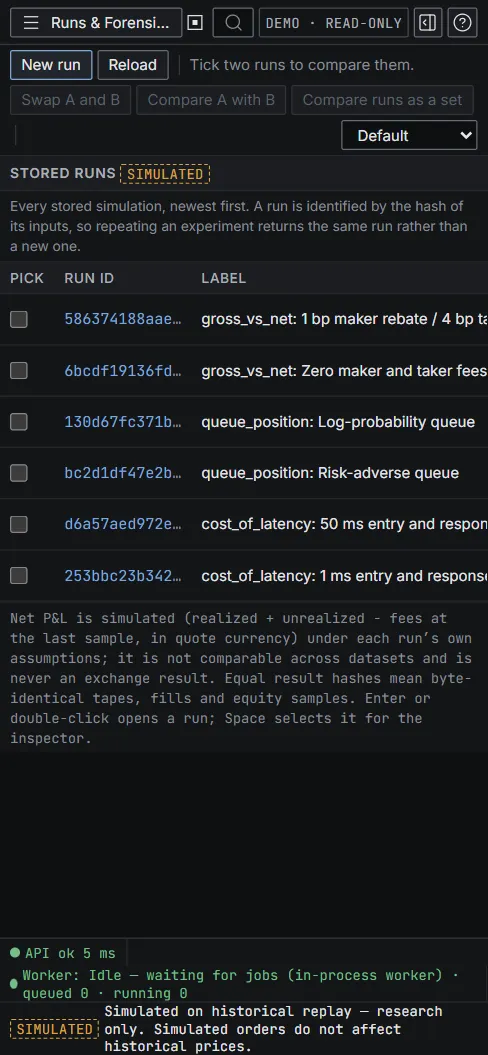 Runs & Forensi...
DEMO · READ-ONLY
New run
Reload
Tick two runs to compare them.
Swap A and B
Compare A with B
Compare runs as a set
Default
STORED RUNS SIMULATED
Every stored simulation, newest first. A run is identified by the hash of
its inputs, so repeating an experiment returns the same run rather than
a new one.
PICK RUN ID LABEL
586374188aae… gross_vs_net: 1 bp maker rebate / 4 bp ta
6bcdf19136fd… gross_vs_net: Zero maker and taker fees
130d67fc371b… queue_position: Log-probability queue
bc2d1df47e2b… queue_position: Risk-adverse queue
d6a57aed972e… cost_of_latency: 50 ms entry and respon
253bbc23b342… cost_of_latency: 1 ms entry and response
Net P&L is simulated (realized + unrealized - fees at
the last sample, in quote currency) under each run’s own
assumptions; it is not comparable across datasets and is
never an exchange result. Equal result hashes mean byte-
identical tapes, fills and equity samples. Enter or
double-click opens a run; Space selects it for the
inspector.
API ok 5 ms
Worker: Idle — waiting for jobs (in-process worker) ·
queued 0 · running 0
SIMULATED
Simulated on historical replay — research
only. Simulated orders do not affect
historical prices.